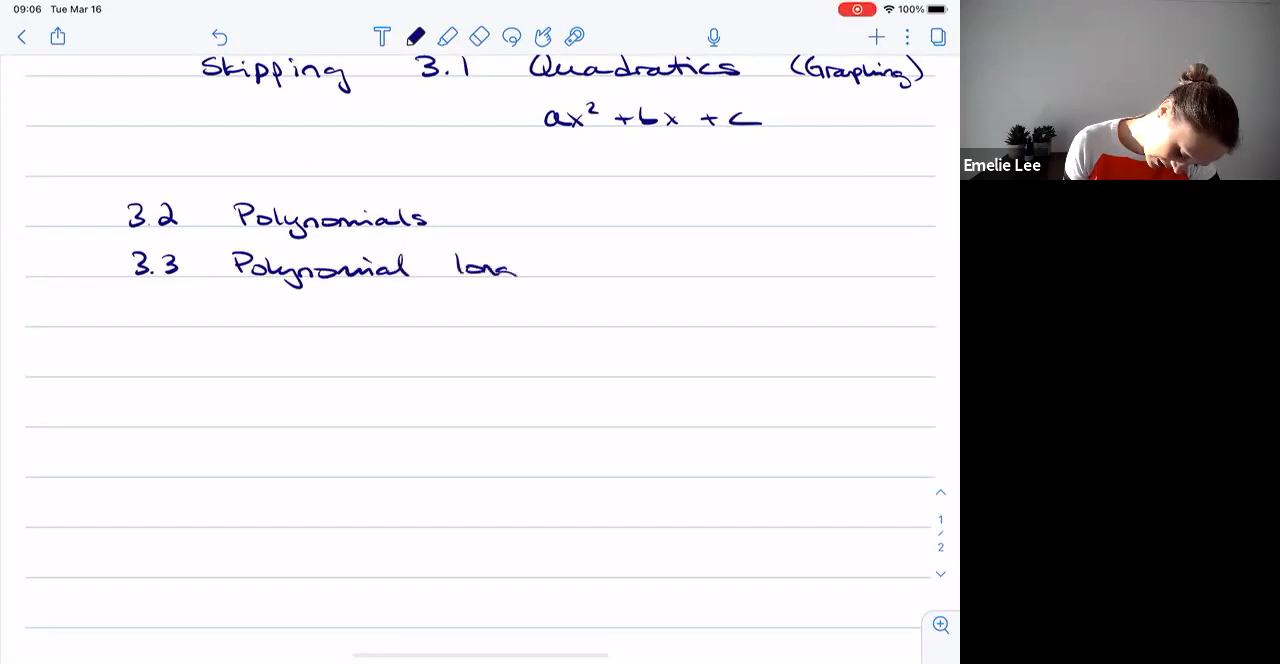 09:06 Tue Mar 16 100%
Skipping 3.1 Quadratics (Graphing)
ax² + bx + c
Emelie Lee
3.2 Polynomials
3.3 Polynomial long
1
/
2